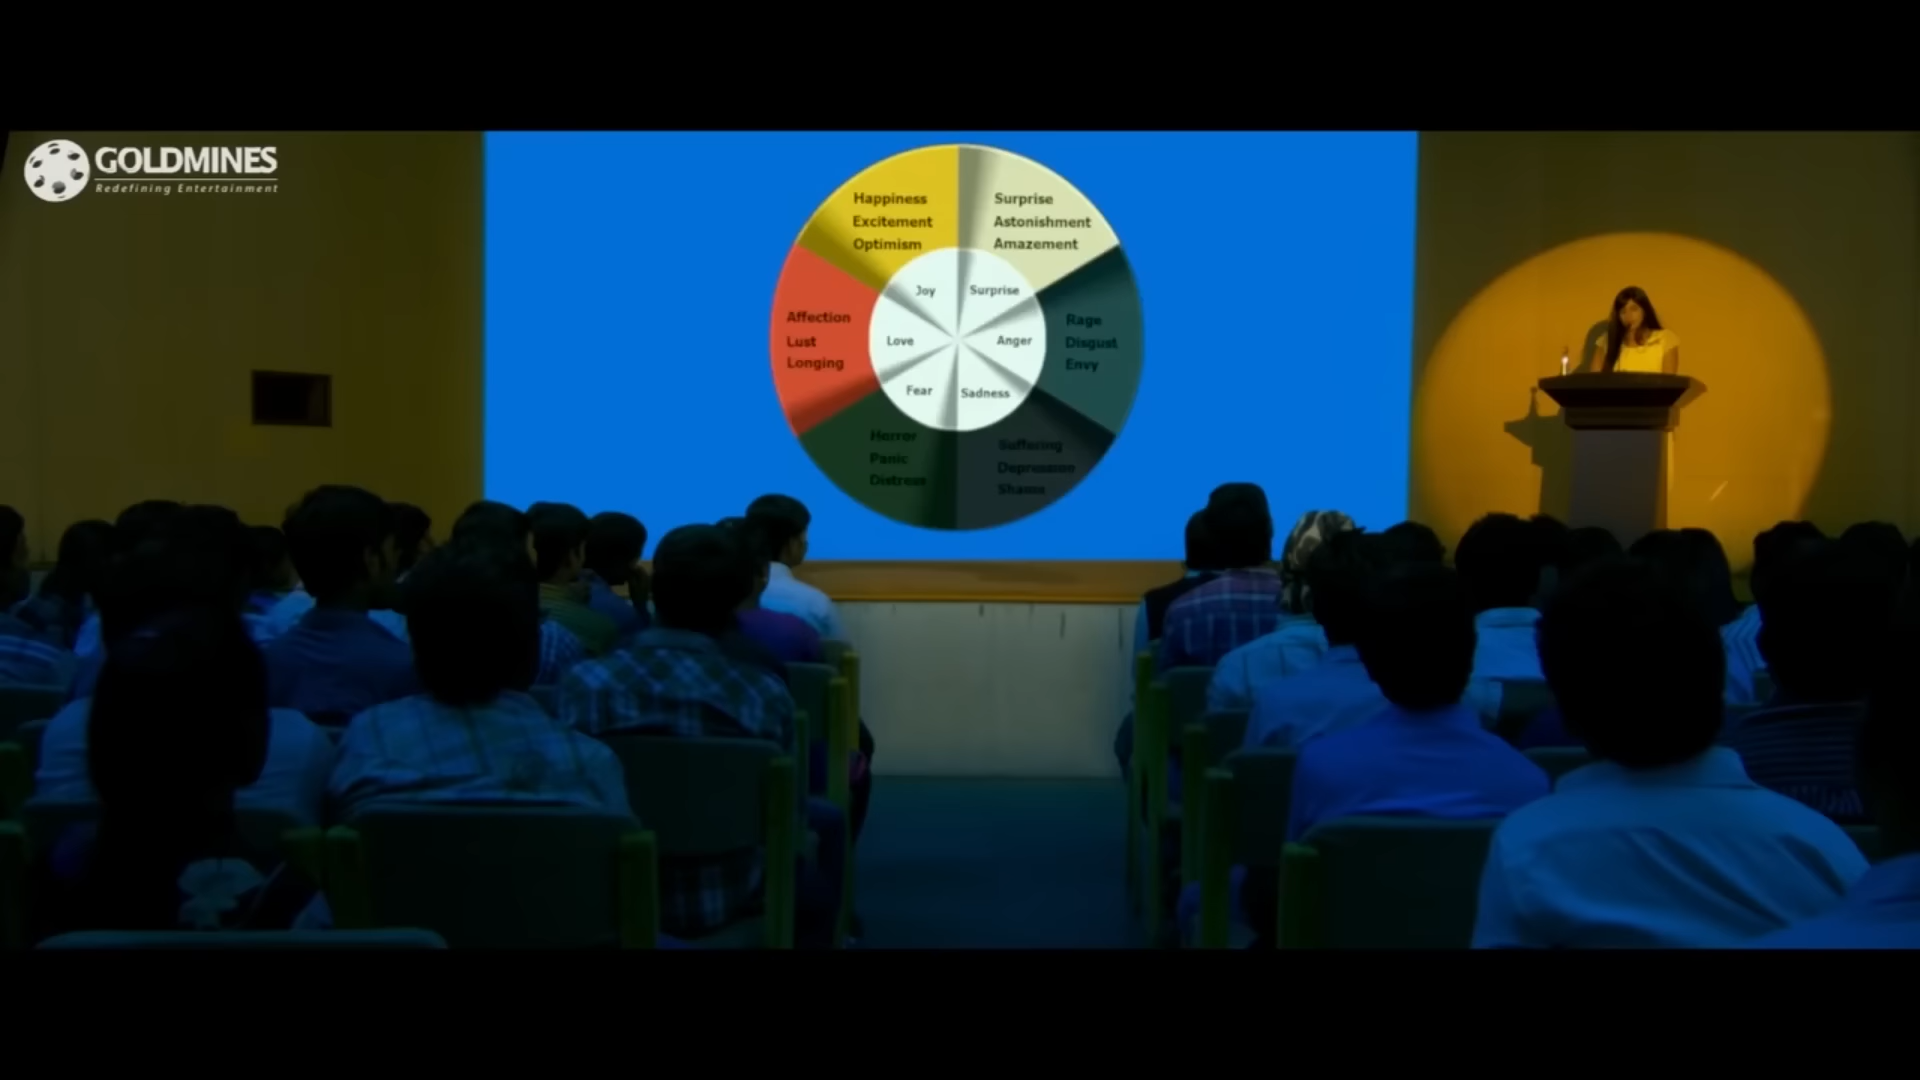 GOLDMINES
Redefining Entertainment
Happiness
Excitement
Optimism
Surprise
Astonishment
Amazement
Joy
Surprise
Affection
Lust
Longing
Love
Anger
Rage
Disgust
Envy
Fear
Sadness
Horror
Panic
Distress
Suffering
Depression
Shame